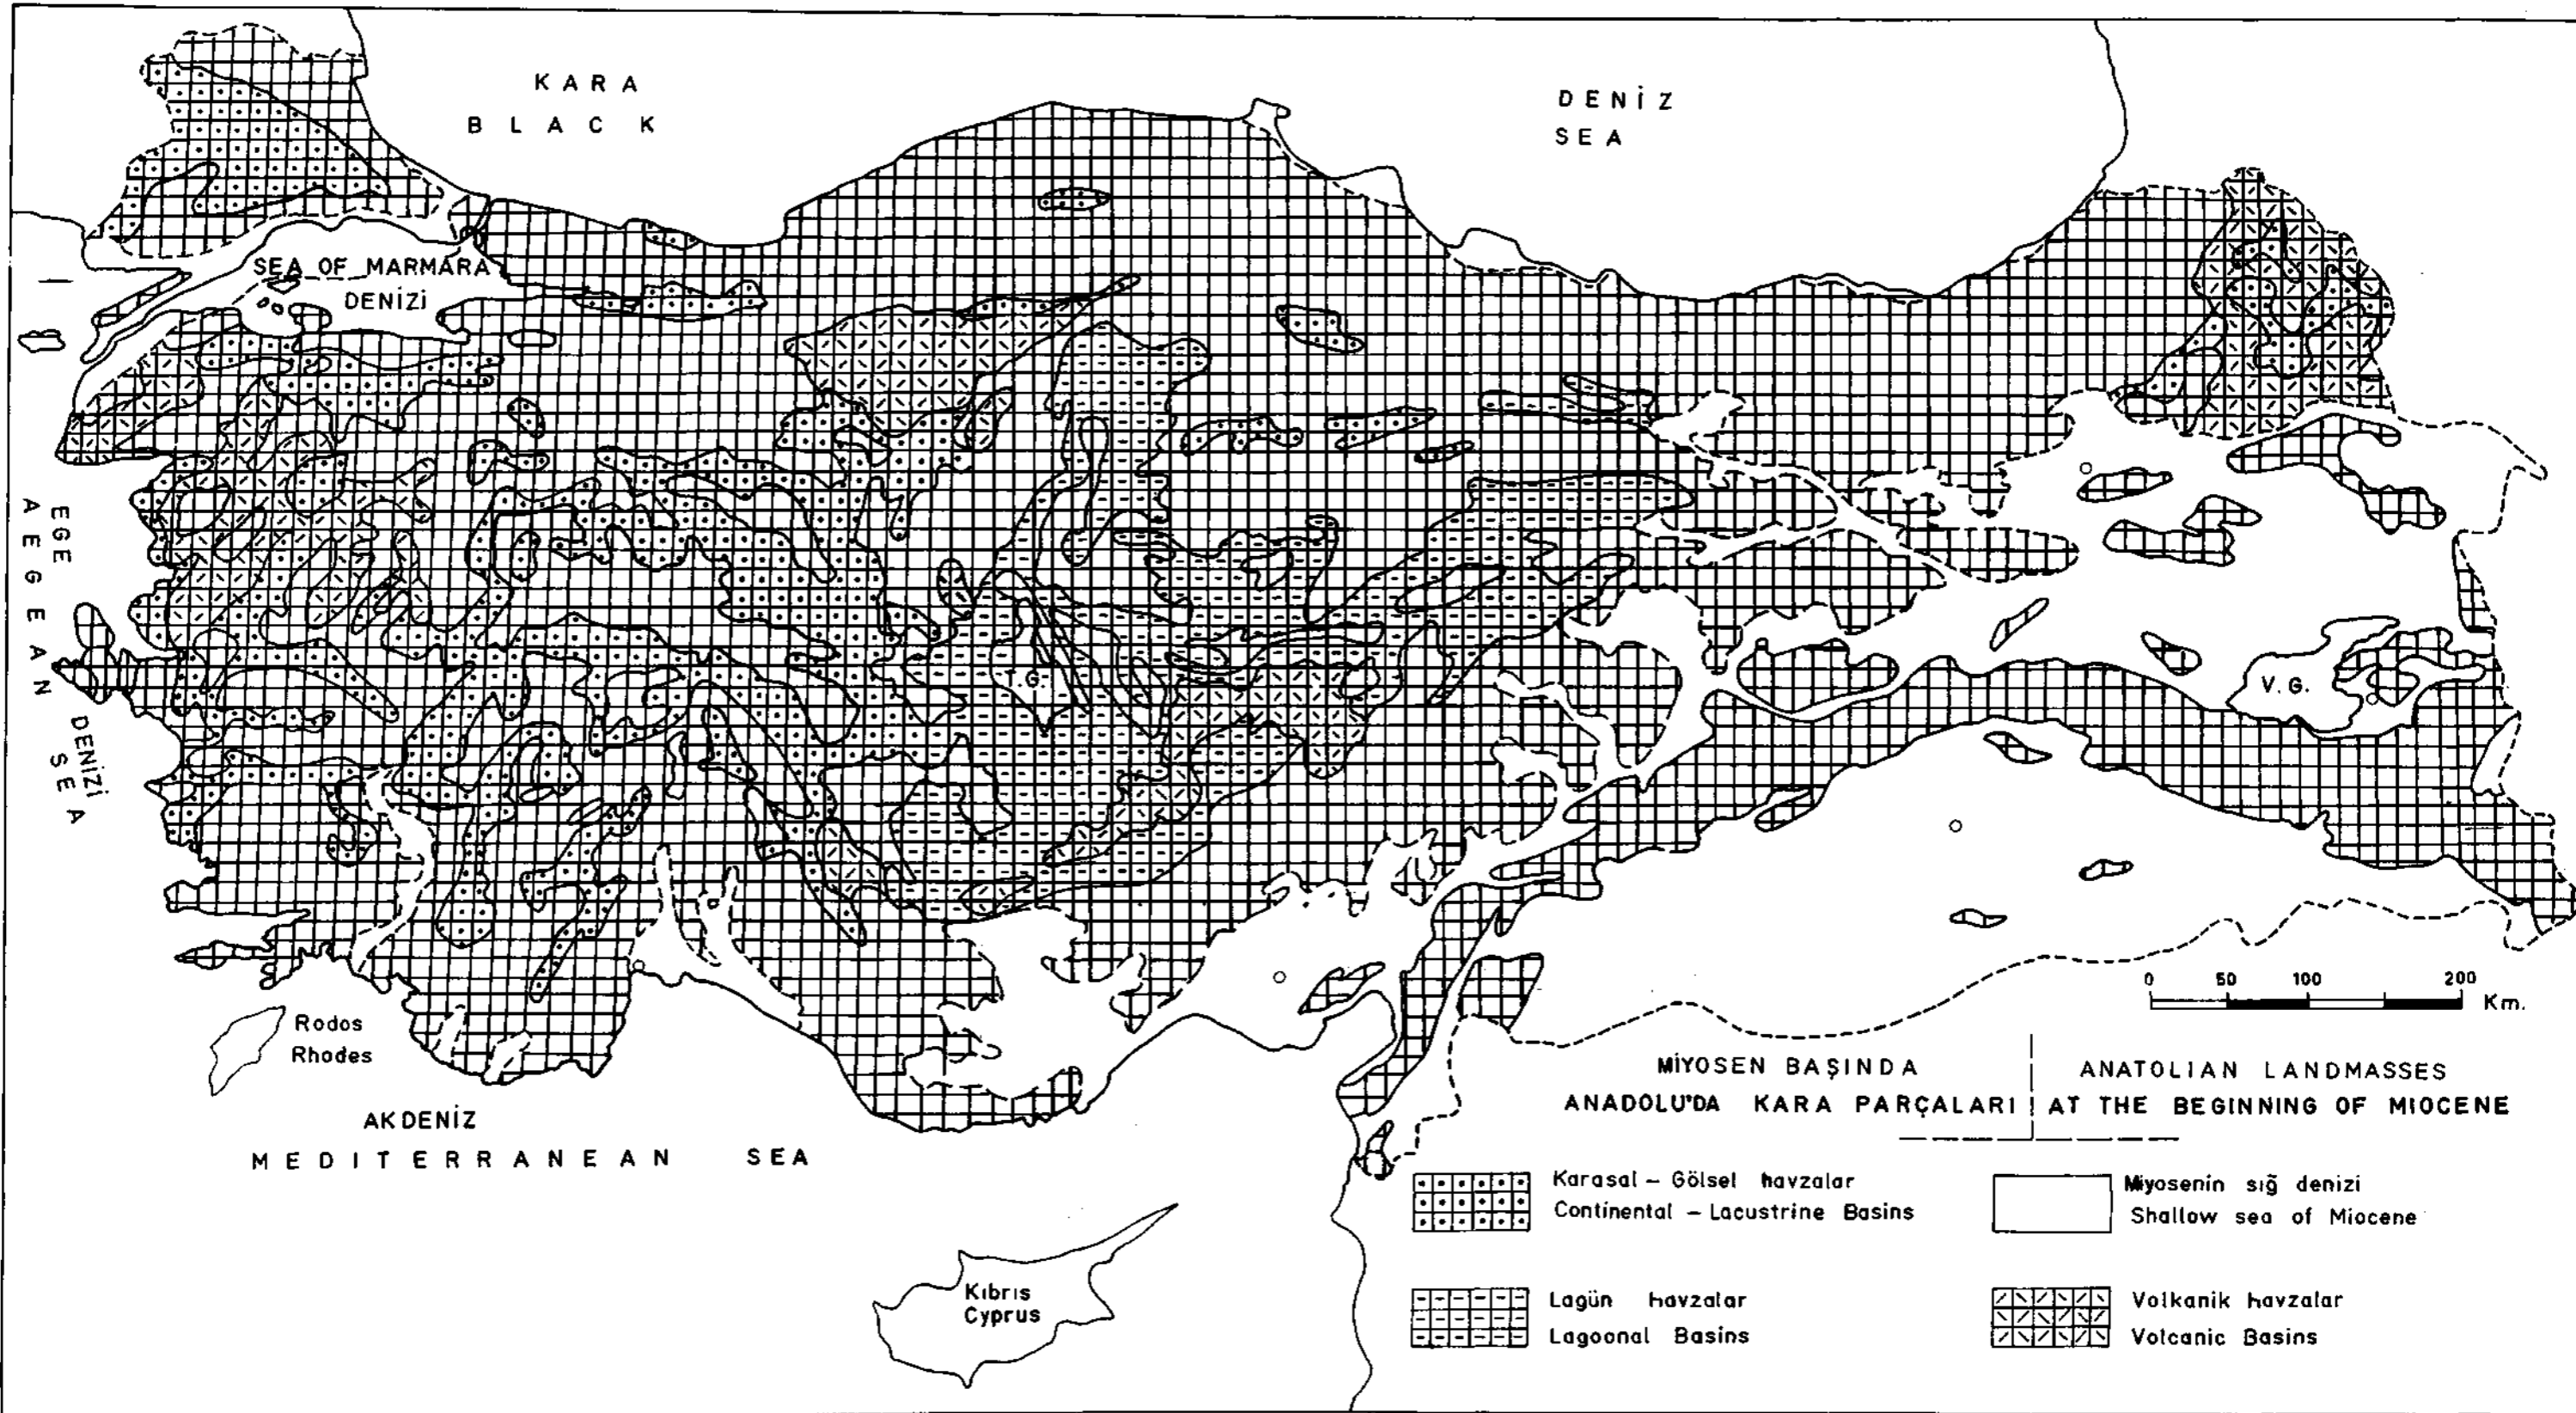 KARA
BLACK
DENİZ
SEA
SEA OF MARMARA
DENİZİ
EGE
AEGEAN
DENİZİ
SEA
T.G.
V.G.
0 50 100 200
Km.
Rodos
Rhodes
AKDENİZ
MEDITERRANEAN SEA
Kıbrıs
Cyprus
MİYOSEN BAŞINDA
ANADOLU'DA KARA PARÇALARI
ANATOLIAN LANDMASSES
AT THE BEGINNING OF MIOCENE
Karasal - Gölsel havzalar
Continental - Lacustrine Basins
Miyosenin sığ denizi
Shallow sea of Miocene
Lagün havzalar
Lagoonal Basins
Volkanik havzalar
Volcanic Basins